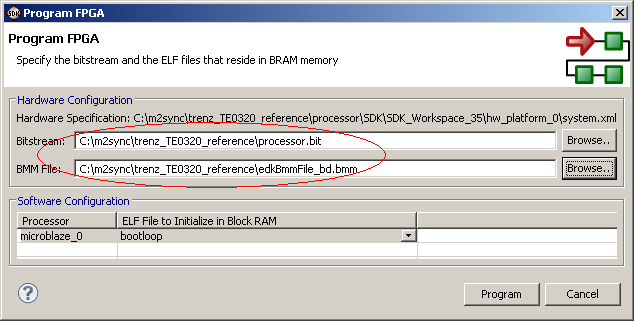 SDK Program FPGA
Program FPGA
Specify the bitstream and the ELF files that reside in BRAM memory
Hardware Configuration
Hardware Specification: C:\m2sync\trenz_TE0320_reference\processor\SDK\SDK_Workspace_35\hw_platform_0\system.xml
Bitstream: C:\m2sync\trenz_TE0320_reference\processor.bit Browse..
BMM File: C:\m2sync\trenz_TE0320_reference\edkBmmFile_bd.bmm Browse..
Software Configuration
Processor ELF File to Initialize in Block RAM
microblaze_0 bootloop
? Program Cancel